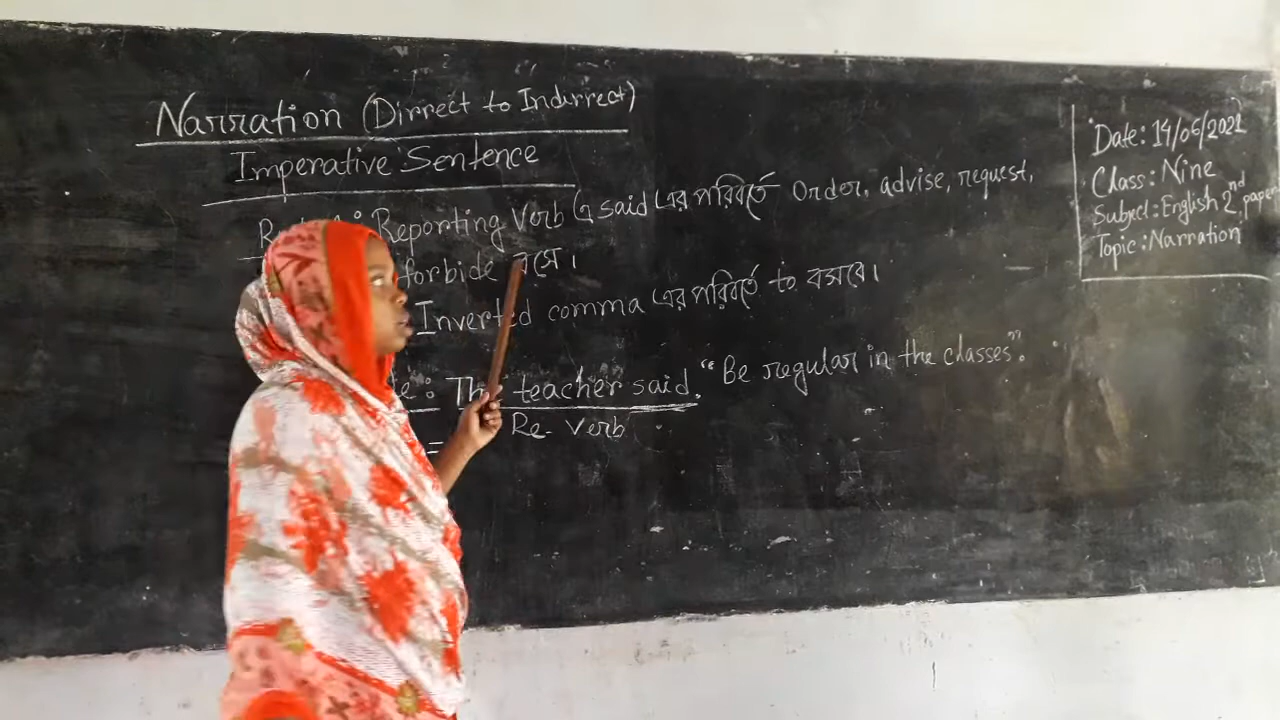 Narration (Dirrect to Indirrect)
Imperative Sentence
Reporting Verb এ said এর পরিবর্তে Order, advise, request,
forbide বসে।
Inverted comma এর পরিবর্তে to বসবে।
The teacher said, "Be regular in the classes".
Re- Verb
Date: 14/06/2021
Class: Nine
Subject: English 2nd paper
Topic: Narration